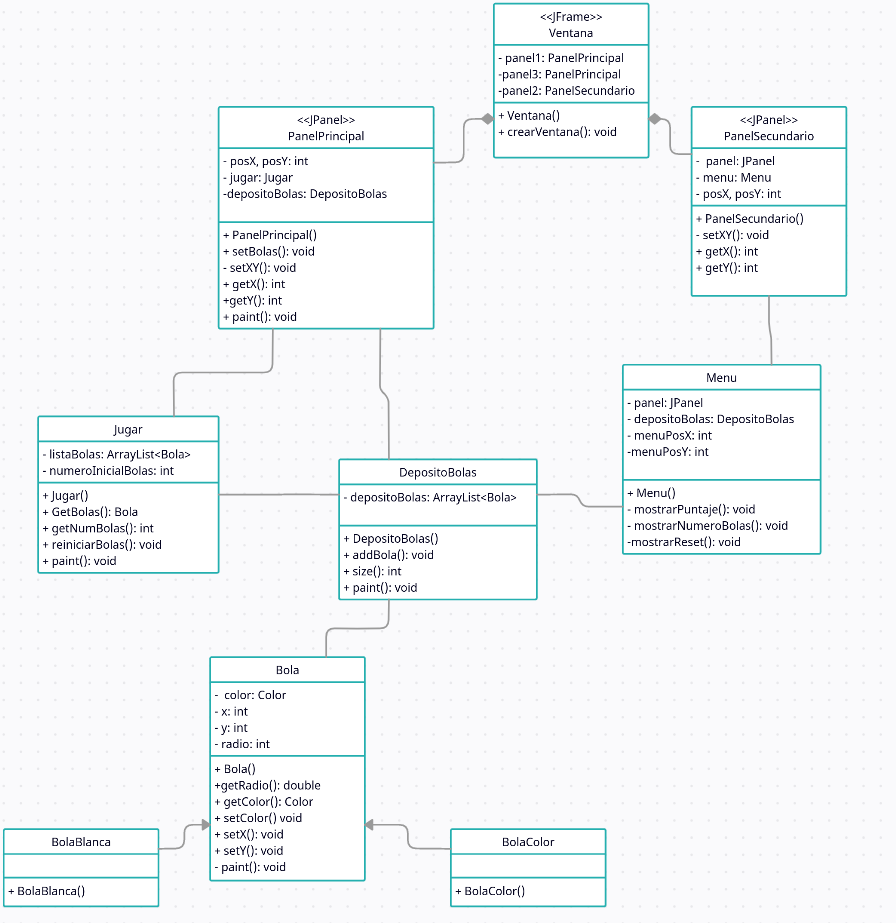 <<JFrame>>
Ventana
- panel1: PanelPrincipal
-panel3: PanelPrincipal
-panel2: PanelSecundario
+ Ventana()
+ crearVentana(): void
<<JPanel>>
PanelPrincipal
- posX, posY: int
- jugar: Jugar
-depositoBolas: DepositoBolas
+ PanelPrincipal()
+ setBolas(): void
- setXY(): void
+ getX(): int
+getY(): int
+ paint(): void
<<JPanel>>
PanelSecundario
-  panel: JPanel
- menu: Menu
- posX, posY: int
+ PanelSecundario()
- setXY(): void
+ getX(): int
+ getY(): int
Menu
- panel: JPanel
- depositoBolas: DepositoBolas
- menuPosX: int
-menuPosY: int
+ Menu()
- mostrarPuntaje(): void
- mostrarNumeroBolas(): void
-mostrarReset(): void
Jugar
- listaBolas: ArrayList<Bola>
- numeroInicialBolas: int
+ Jugar()
+ GetBolas(): Bola
+ getNumBolas(): int
+ reiniciarBolas(): void
+ paint(): void
DepositoBolas
- depositoBolas: ArrayList<Bola>
+ DepositoBolas()
+ addBola(): void
+ size(): int
+ paint(): void
Bola
-  color: Color
- x: int
- y: int
- radio: int
+ Bola()
+getRadio(): double
+ getColor(): Color
+ setColor() void
+ setX(): void
+ setY(): void
- paint(): void
BolaBlanca
+ BolaBlanca()
BolaColor
+ BolaColor()